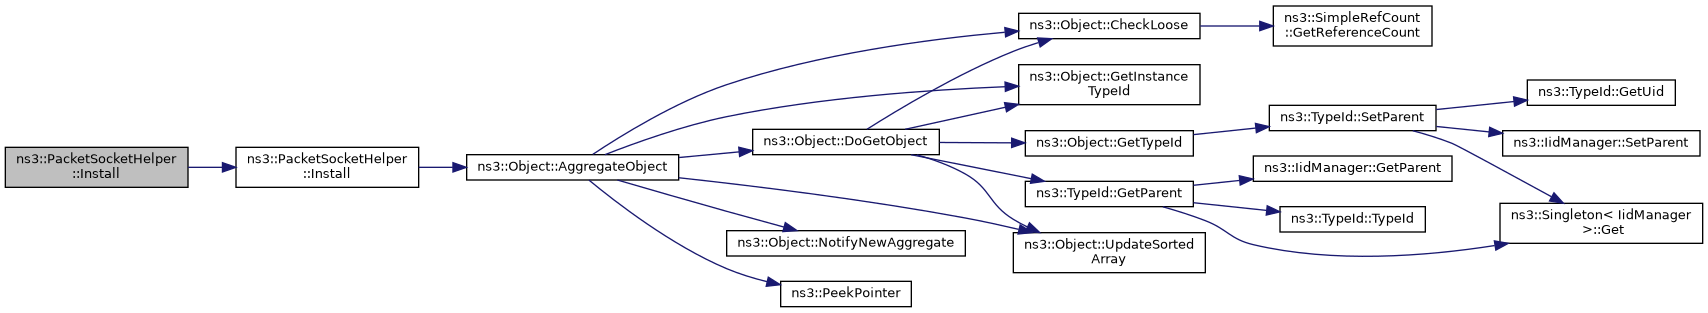 ns3::PacketSocketHelper
::Install
ns3::PacketSocketHelper
::Install
ns3::Object::AggregateObject
ns3::Object::DoGetObject
ns3::Object::NotifyNewAggregate
ns3::PeekPointer
ns3::Object::CheckLoose
ns3::Object::GetInstance
TypeId
ns3::Object::GetTypeId
ns3::TypeId::GetParent
ns3::Object::UpdateSorted
Array
ns3::SimpleRefCount
::GetReferenceCount
ns3::TypeId::SetParent
ns3::IidManager::GetParent
ns3::TypeId::TypeId
ns3::TypeId::GetUid
ns3::IidManager::SetParent
ns3::Singleton< IidManager
>::Get